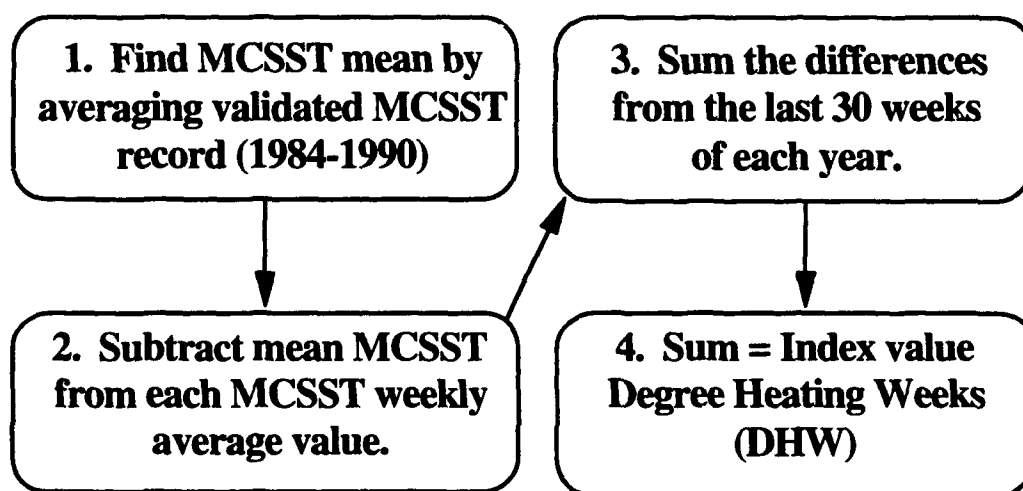 1. Find MCSST mean by
averaging validated MCSST
record (1984-1990)
2. Subtract mean MCSST
from each MCSST weekly
average value.
3. Sum the differences
from the last 30 weeks
of each year.
4. Sum = Index value
Degree Heating Weeks
(DHW)